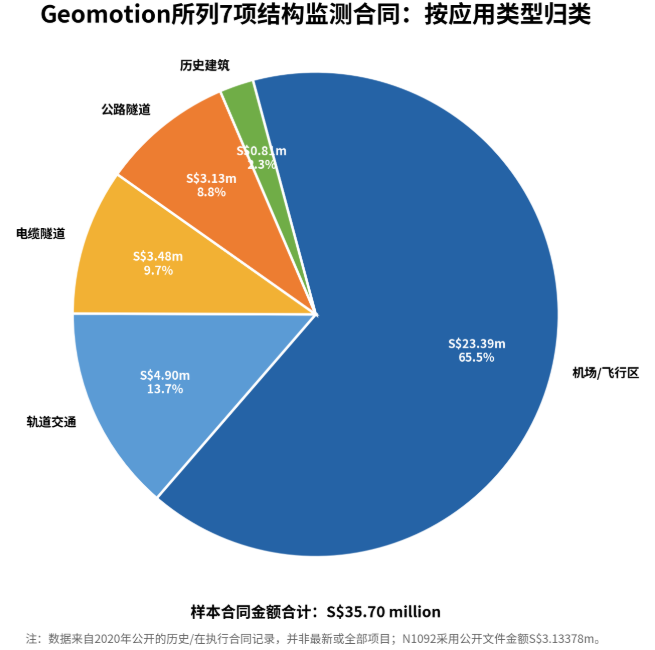 Geomotion所列7项结构监测合同：按应用类型归类
历史建筑
公路隧道
S$0.81m
2.3%
S$3.13m
8.8%
电缆隧道
S$3.48m
9.7%
S$23.39m
65.5%
机场/飞行区
S$4.90m
13.7%
轨道交通
样本合同金额合计：S$35.70 million
注：数据来自2020年公开的历史/在执行合同记录，并非最新或全部项目；N1092采用公开文件金额S$3.13378m。